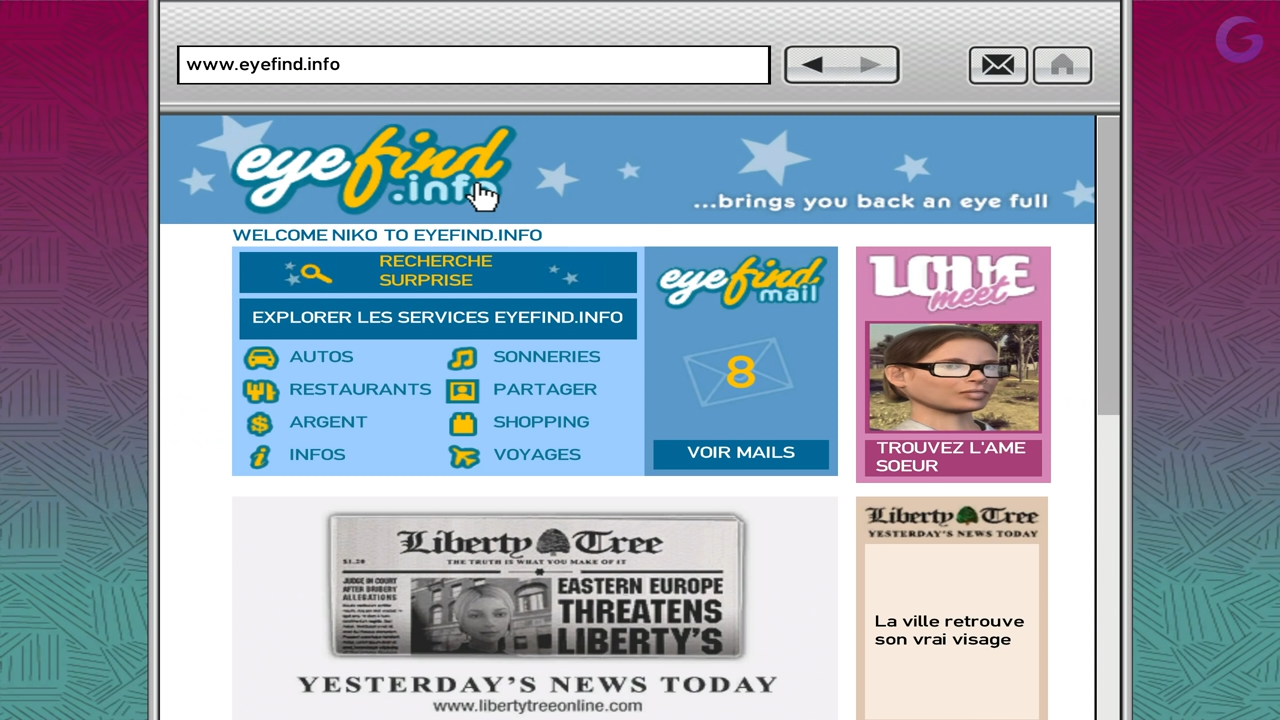 www.eyefind.info
eyefind
.info
...brings you back an eye full
WELCOME NIKO TO EYEFIND.INFO
RECHERCHE
SURPRISE
EXPLORER LES SERVICES EYEFIND.INFO
AUTOS
SONNERIES
RESTAURANTS
PARTAGER
ARGENT
SHOPPING
INFOS
VOYAGES
eyefind
mail
8
VOIR MAILS
LOVE
meet
TROUVEZ L'AME
SOEUR
Liberty Tree
$1.20
THE TRUTH IS WHAT YOU MAKE OF IT
JUDGE IN COURT
AFTER BRIBERY
ALLEGATIONS
EASTERN EUROPE
THREATENS
LIBERTY'S
YESTERDAY'S NEWS TODAY
www.libertytreeonline.com
Liberty Tree
YESTERDAY'S NEWS TODAY
La ville retrouve
son vrai visage